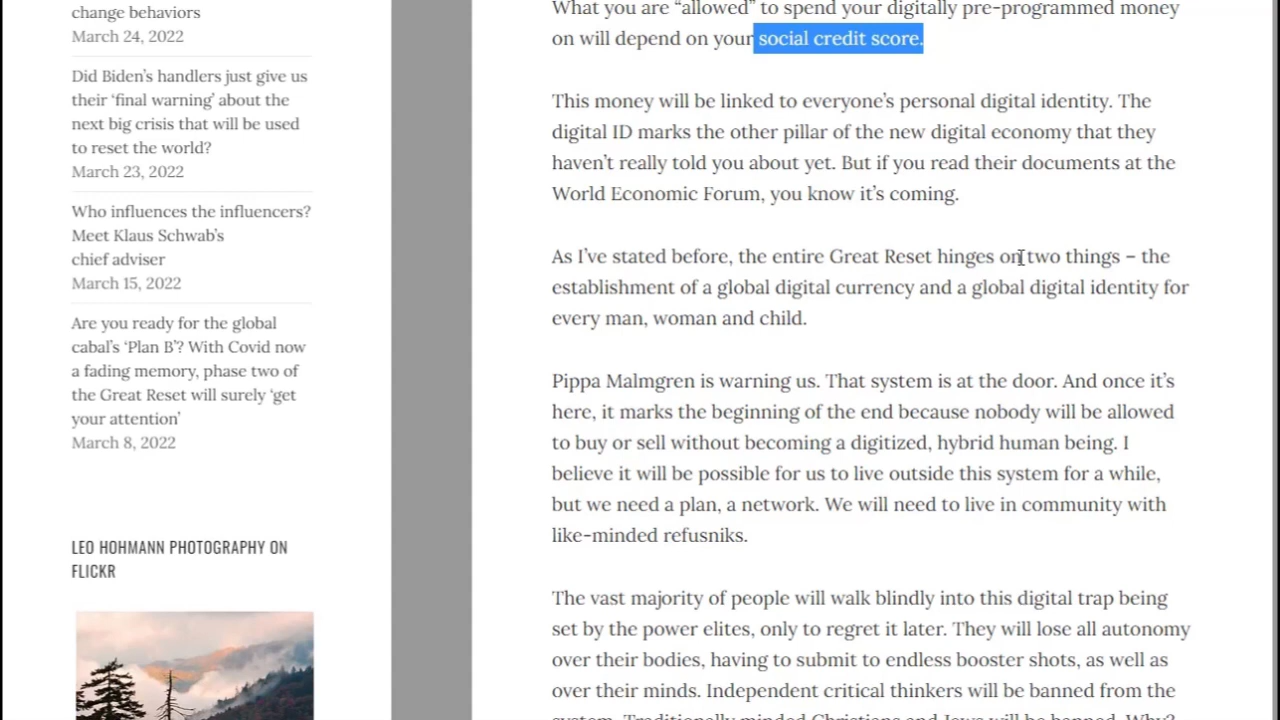 change behaviors
March 24, 2022
Did Biden’s handlers just give us
their ‘final warning’ about the
next big crisis that will be used
to reset the world?
March 23, 2022
Who influences the influencers?
Meet Klaus Schwab’s
chief adviser
March 15, 2022
Are you ready for the global
cabal’s ‘Plan B’? With Covid now
a fading memory, phase two of
the Great Reset will surely ‘get
your attention’
March 8, 2022
LEO HOHMANN PHOTOGRAPHY ON
FLICKR
What you are “allowed” to spend your digitally pre-programmed money
on will depend on your social credit score.
This money will be linked to everyone’s personal digital identity. The
digital ID marks the other pillar of the new digital economy that they
haven’t really told you about yet. But if you read their documents at the
World Economic Forum, you know it’s coming.
As I’ve stated before, the entire Great Reset hinges on two things – the
establishment of a global digital currency and a global digital identity for
every man, woman and child.
Pippa Malmgren is warning us. That system is at the door. And once it’s
here, it marks the beginning of the end because nobody will be allowed
to buy or sell without becoming a digitized, hybrid human being. I
believe it will be possible for us to live outside this system for a while,
but we need a plan, a network. We will need to live in community with
like-minded refusniks.
The vast majority of people will walk blindly into this digital trap being
set by the power elites, only to regret it later. They will lose all autonomy
over their bodies, having to submit to endless booster shots, as well as
over their minds. Independent critical thinkers will be banned from the
system. Traditionally minded Christians and Jews will be banned. Why?